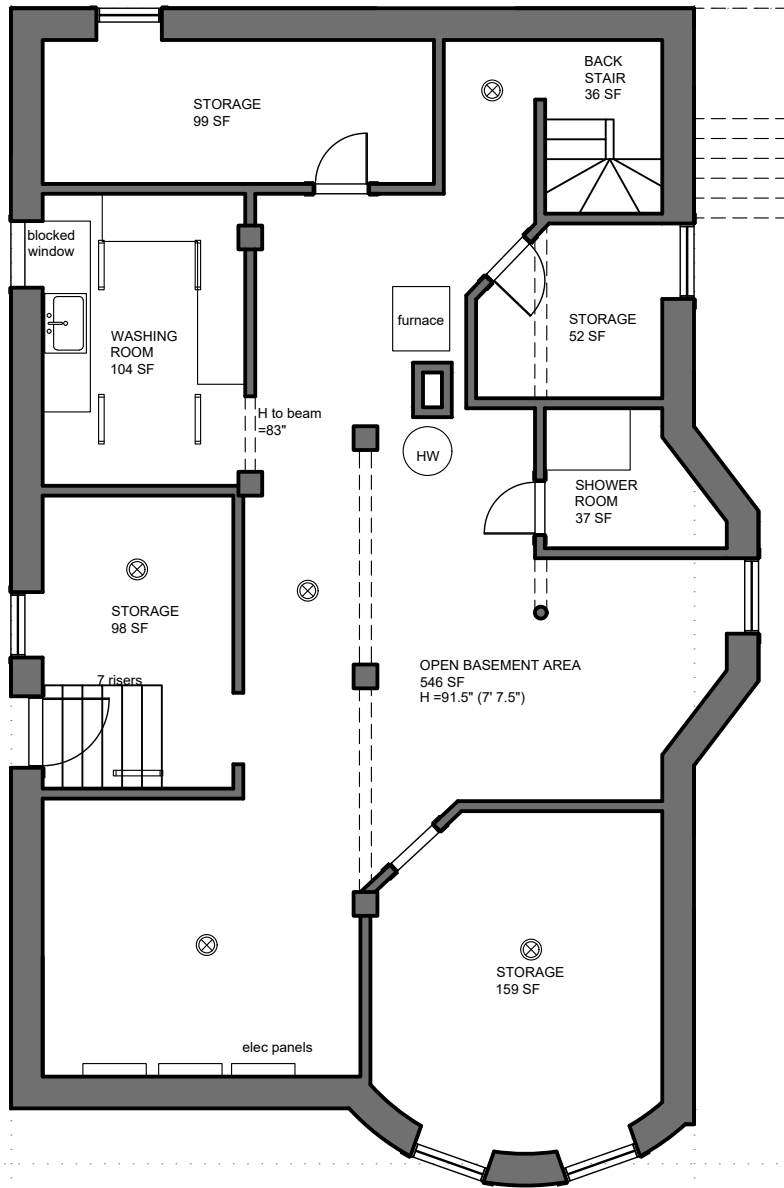 BACK
STAIR
36 SF
STORAGE
99 SF
blocked
window
WASHING
ROOM
104 SF
furnace
STORAGE
52 SF
H to beam
=83"
HW
SHOWER
ROOM
37 SF
STORAGE
98 SF
7 risers
OPEN BASEMENT AREA
546 SF
H =91.5" (7' 7.5")
STORAGE
159 SF
elec panels